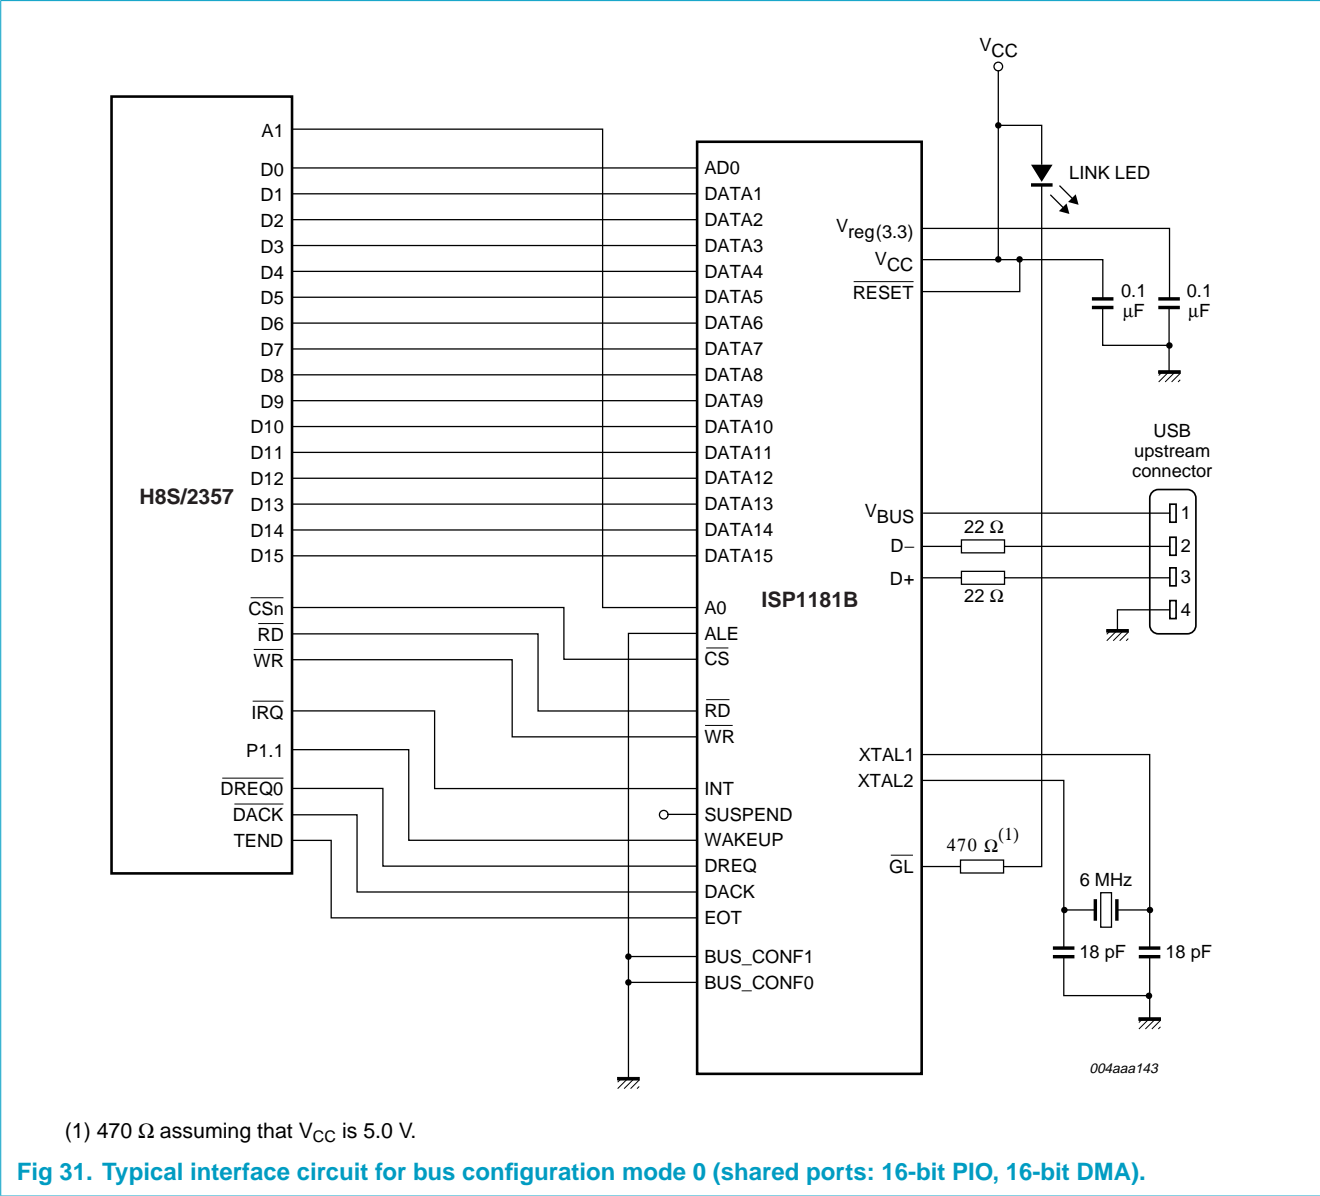 VCC
A1
D0
D1
D2
D3
D4
D5
D6
D7
D8
D9
D10
D11
D12
D13
D14
D15
H8S/2357
CSn
RD
WR
IRQ
P1.1
DREQ0
DACK
TEND
AD0
DATA1
DATA2
DATA3
DATA4
DATA5
DATA6
DATA7
DATA8
DATA9
DATA10
DATA11
DATA12
DATA13
DATA14
DATA15
A0
ALE
CS
RD
WR
INT
SUSPEND
WAKEUP
DREQ
DACK
EOT
BUS_CONF1
BUS_CONF0
ISP1181B
Vreg(3.3)
VCC
RESET
VBUS
D−
D+
XTAL1
XTAL2
GL
LINK LED
0.1
µF
0.1
µF
USB
upstream
connector
1
2
3
4
22 Ω
22 Ω
470 Ω(1)
6 MHz
18 pF
18 pF
004aaa143
(1) 470 Ω assuming that VCC is 5.0 V.
Fig 31. Typical interface circuit for bus configuration mode 0 (shared ports: 16-bit PIO, 16-bit DMA).